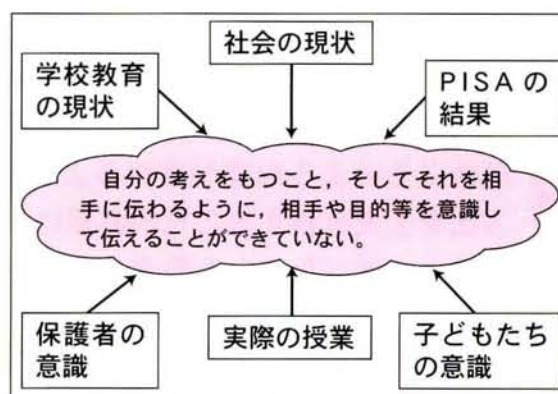 社会の現状
学校教育
の現状
PISAの
結果
自分の考えをもつこと，そしてそれを相
手に伝わるように，相手や目的等を意識し
て伝えることができていない。
保護者の
意識
実際の授業
子どもたち
の意識